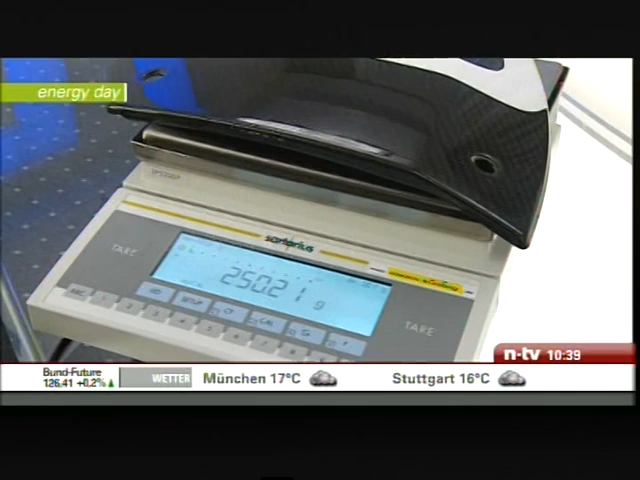 energy day
sartorius
250.21 g
TARE
TARE
n-tv 10:39
Bund-Future
126,41 +0,2%
WETTER
München 17°C
Stuttgart 16°C